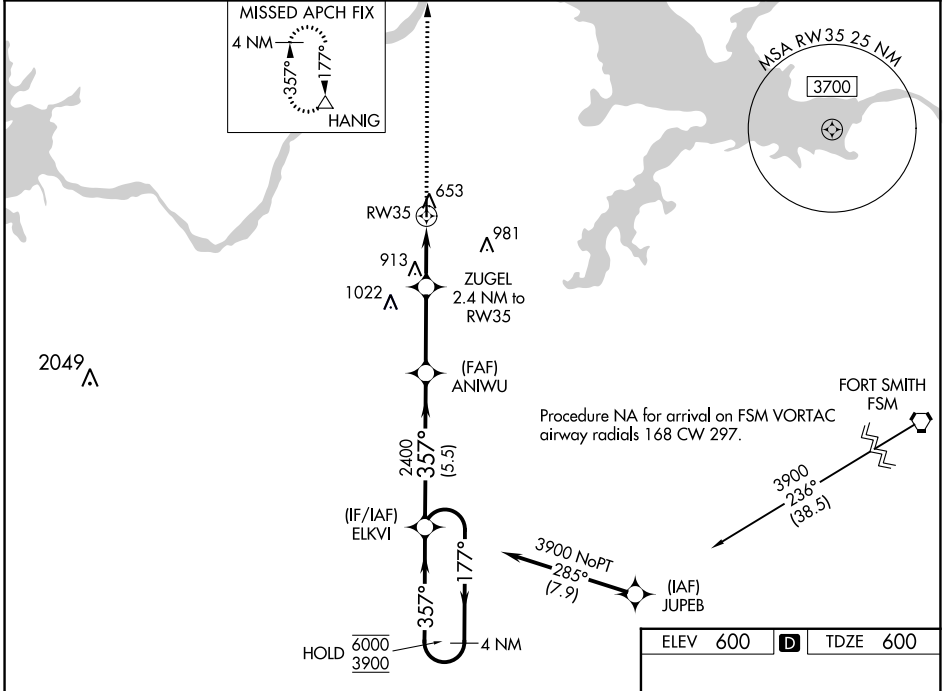 MISSED APCH FIX
4 NM
357°
177°
HANIG
MSA RW35 25 NM
3700
653
RW35
981
913
ZUGEL
2.4 NM to
RW35
1022
2049
(FAF)
ANIWU
FORT SMITH
FSM
Procedure NA for arrival on FSM VORTAC
airway radials 168 CW 297.
2400
357°
(5.5)
3900
236°
(38.5)
(IF/IAF)
ELKVI
3900 NoPT
285°
(7.9)
(IAF)
JUPEB
357°
177°
HOLD
6000
3900
4 NM
ELEV 600 D TDZE 600